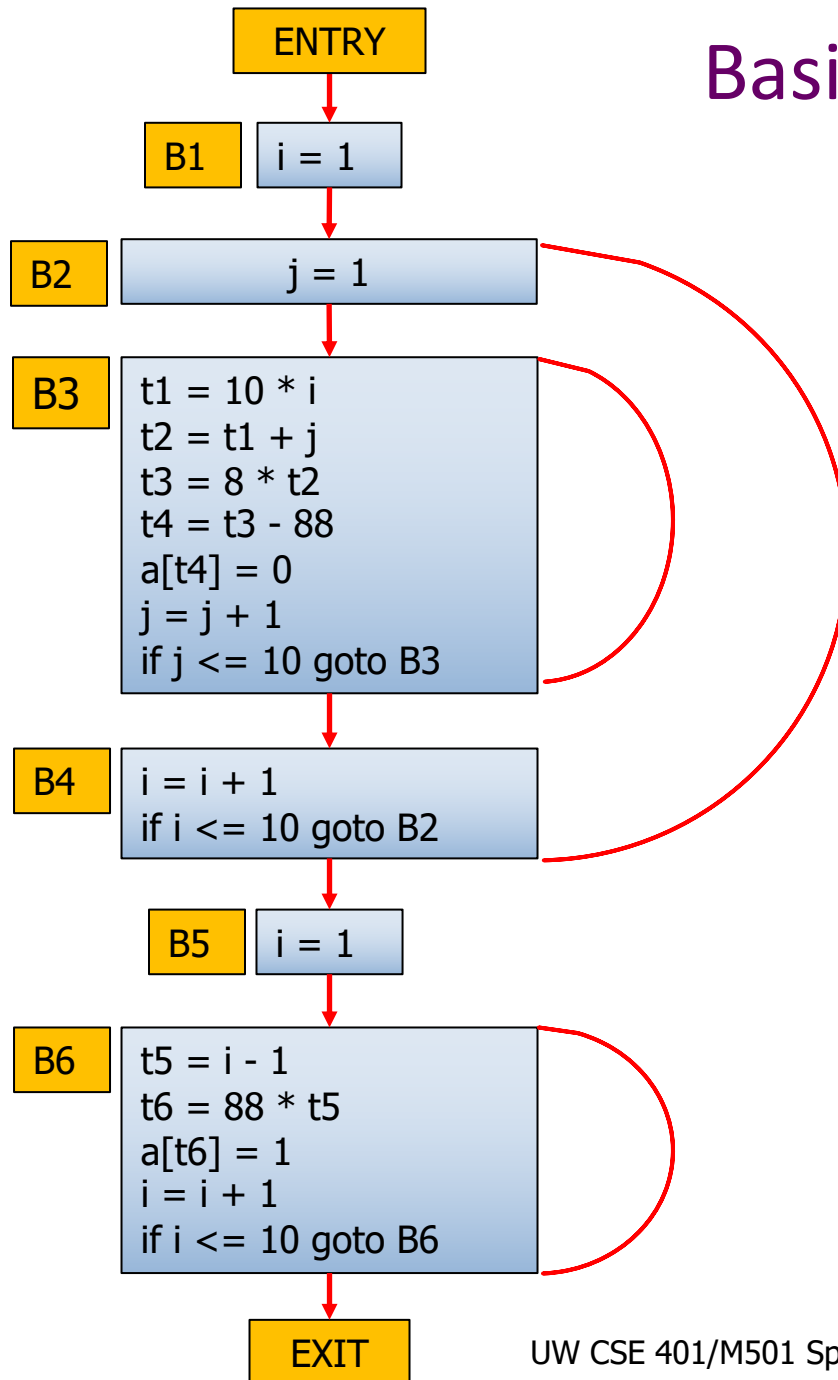 ENTRY
Basi
B1
i = 1
B2
j = 1
B3
t1 = 10 * i
t2 = t1 + j
t3 = 8 * t2
t4 = t3 - 88
a[t4] = 0
j = j + 1
if j <= 10 goto B3
B4
i = i + 1
if i <= 10 goto B2
B5
i = 1
B6
t5 = i - 1
t6 = 88 * t5
a[t6] = 1
i = i + 1
if i <= 10 goto B6
EXIT
UW CSE 401/M501 Sp